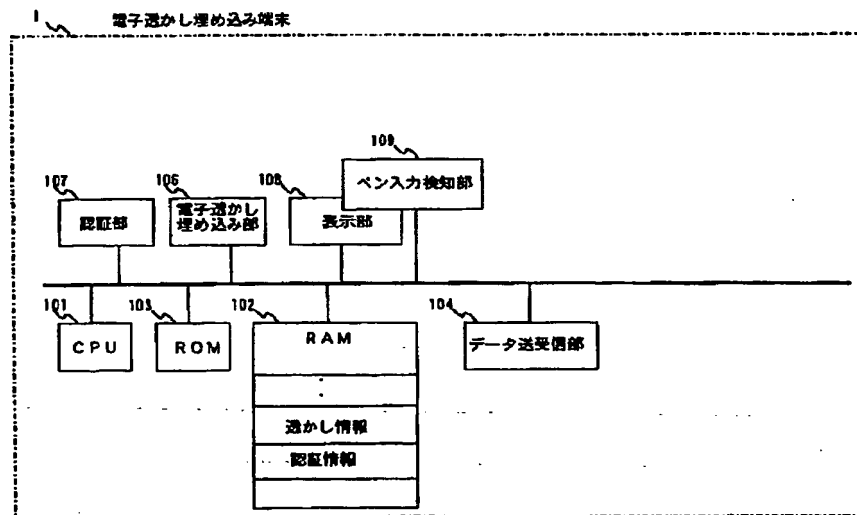 1
電子透かし埋め込み端末
109
ペン入力検知部
107
106
108
認証部
電子透かし
埋め込み部
表示部
101
103
102
104
CPU
ROM
RAM
データ送受信部
:
透かし情報
認証情報